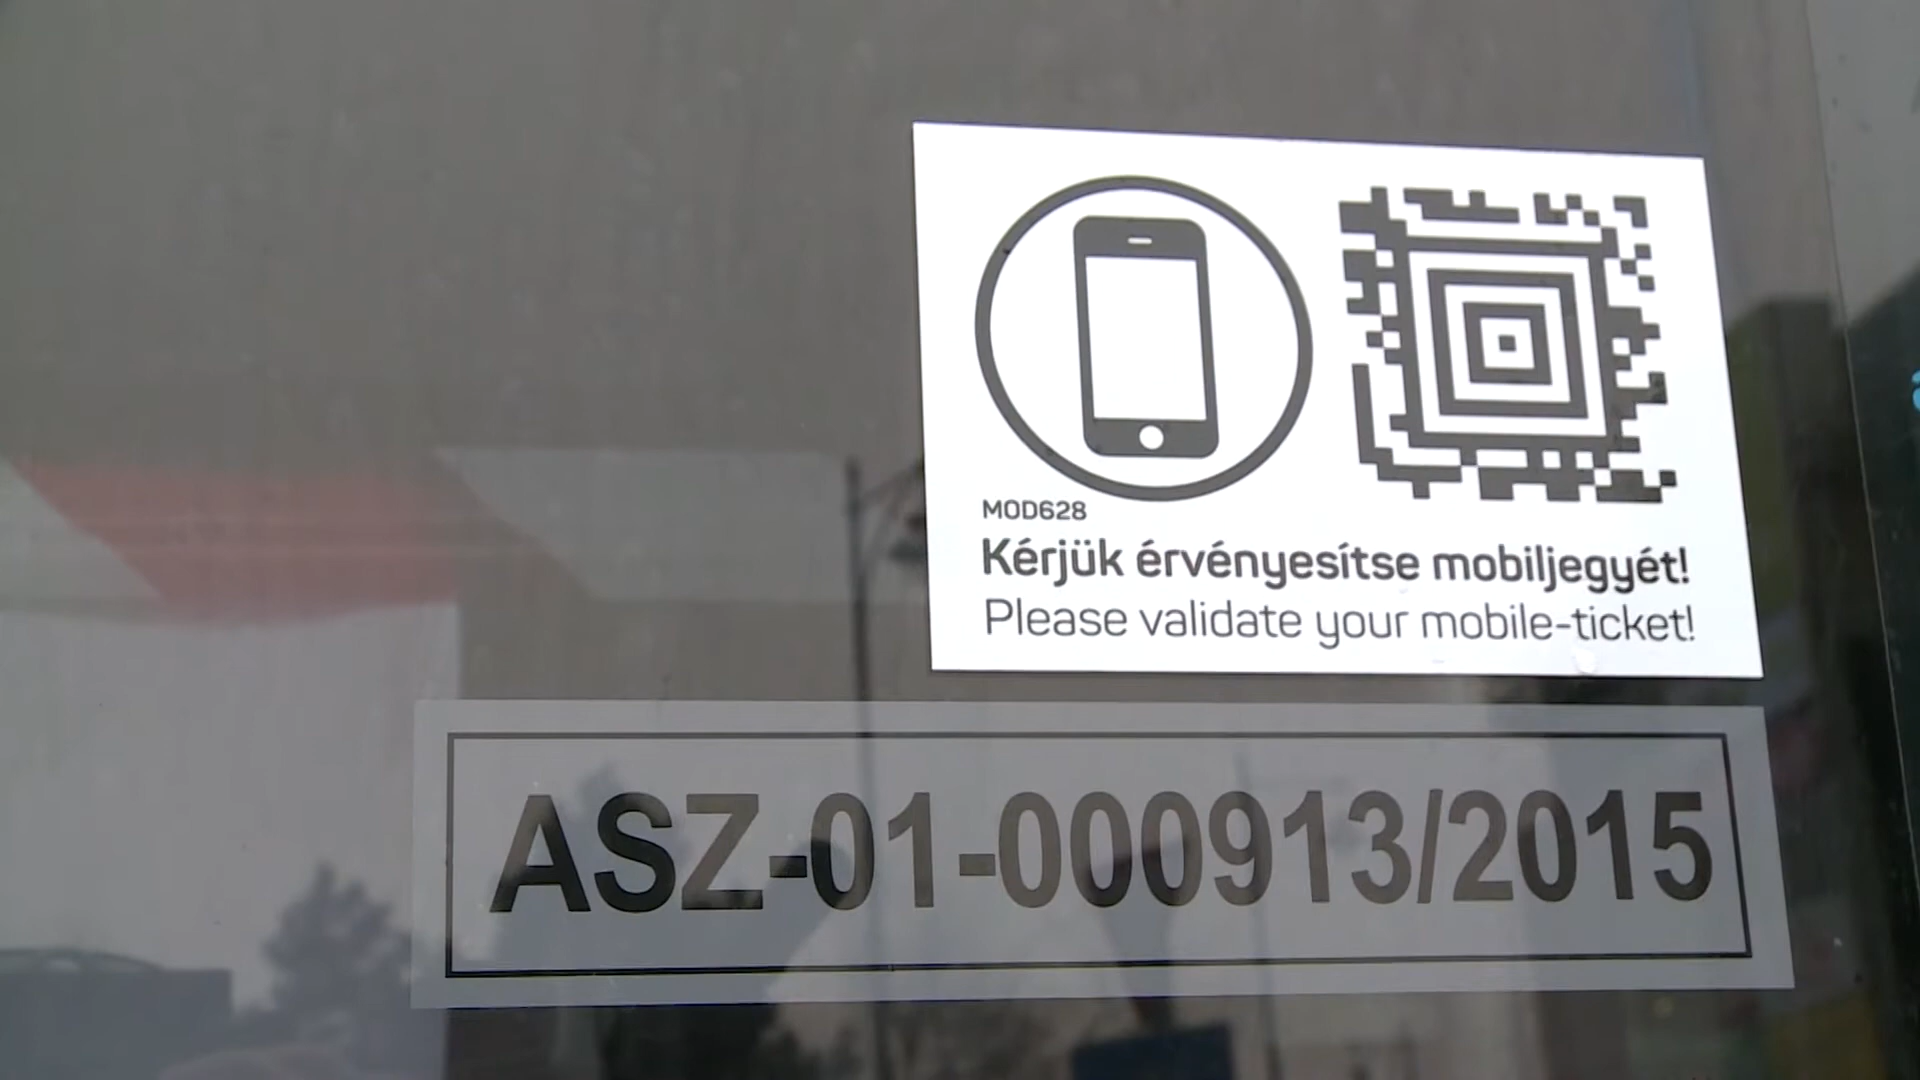 MOD628
Kérjük érvényesítse mobiljegyét!
Please validate your mobile-ticket!
ASZ-01-000913/2015